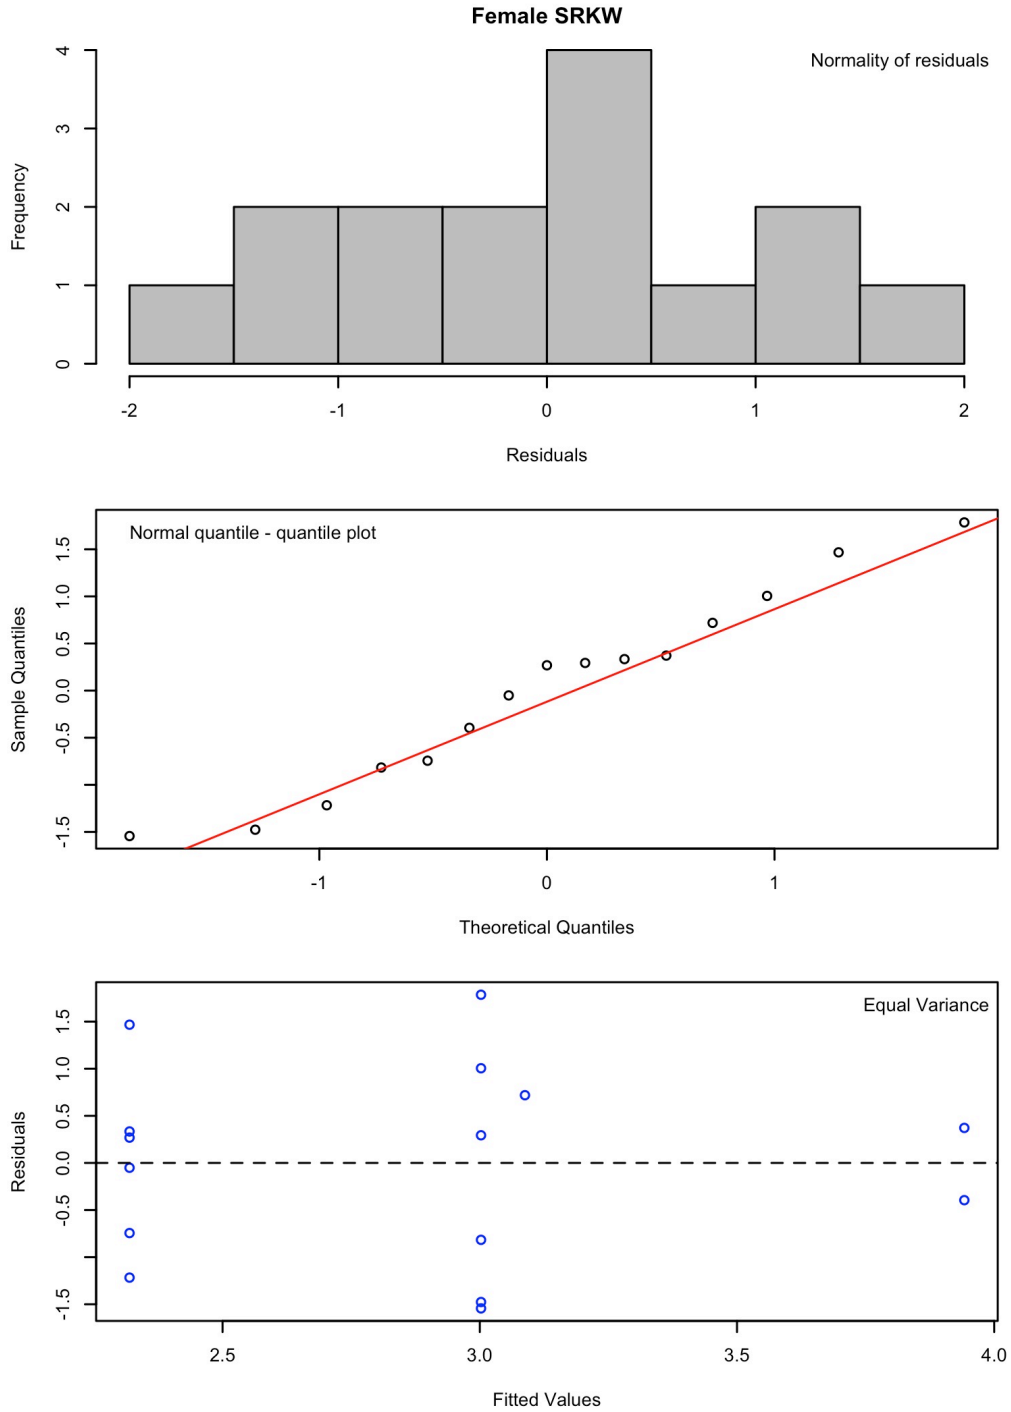 Female SRKW
Normality of residuals
Frequency
4
3
2
1
0
-2 -1 0 1 2
Residuals
Normal quantile - quantile plot
Sample Quantiles
1.5
1.0
0.5
0.0
-0.5
-1.5
-1 0 1
Theoretical Quantiles
Equal Variance
Residuals
1.5
1.0
0.5
0.0
-0.5
-1.5
2.5 3.0 3.5 4.0
Fitted Values